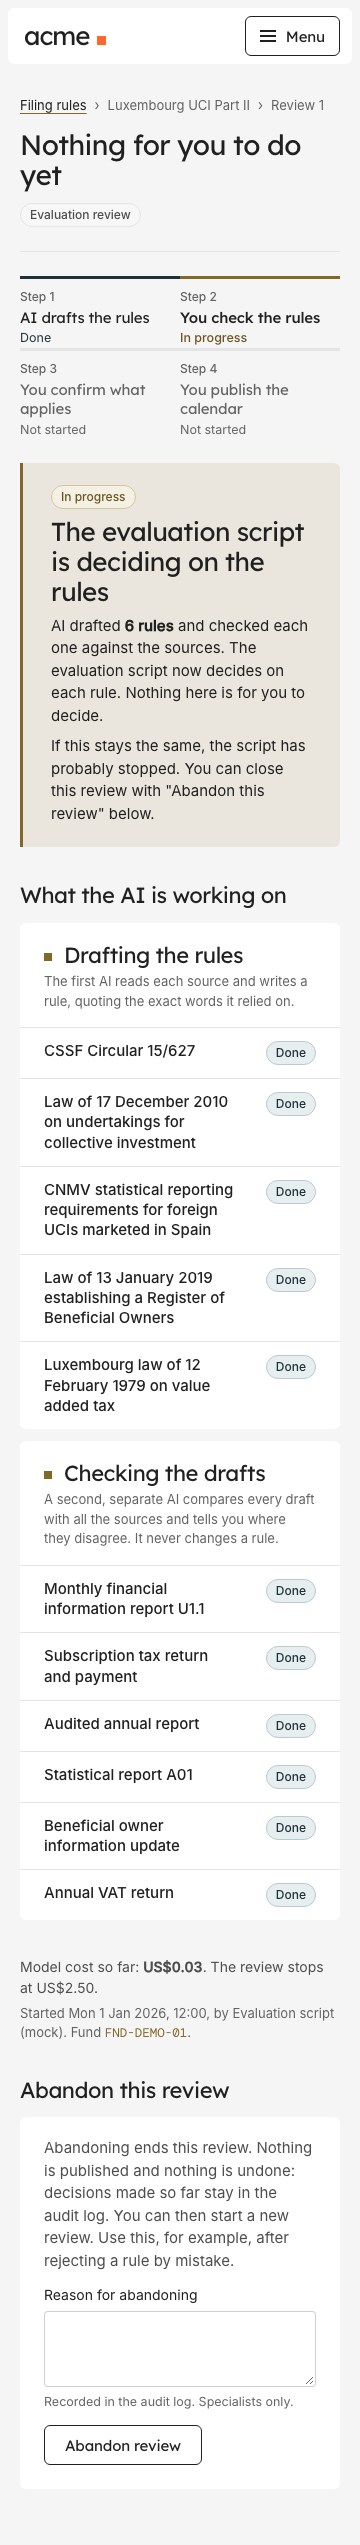 acme
Menu
Filing rules › Luxembourg UCI Part II › Review 1
Nothing for you to do
yet
Evaluation review
Step 1
AI drafts the rules
Done
Step 2
You check the rules
In progress
Step 3
You confirm what
applies
Not started
Step 4
You publish the
calendar
Not started
In progress
The evaluation script
is deciding on the
rules
AI drafted 6 rules and checked each
one against the sources. The
evaluation script now decides on
each rule. Nothing here is for you to
decide.
If this stays the same, the script has
probably stopped. You can close
this review with "Abandon this
review" below.
What the AI is working on
Drafting the rules
The first AI reads each source and writes a
rule, quoting the exact words it relied on.
CSSF Circular 15/627
Done
Law of 17 December 2010
on undertakings for
collective investment
Done
CNMV statistical reporting
requirements for foreign
UCIs marketed in Spain
Done
Law of 13 January 2019
establishing a Register of
Beneficial Owners
Done
Luxembourg law of 12
February 1979 on value
added tax
Done
Checking the drafts
A second, separate AI compares every draft
with all the sources and tells you where
they disagree. It never changes a rule.
Monthly financial
information report U1.1
Done
Subscription tax return
and payment
Done
Audited annual report
Done
Statistical report A01
Done
Beneficial owner
information update
Done
Annual VAT return
Done
Model cost so far: US$0.03. The review stops
at US$2.50.
Started Mon 1 Jan 2026, 12:00, by Evaluation script
(mock). Fund FND-DEMO-01.
Abandon this review
Abandoning ends this review. Nothing
is published and nothing is undone:
decisions made so far stay in the
audit log. You can then start a new
review. Use this, for example, after
rejecting a rule by mistake.
Reason for abandoning
Recorded in the audit log. Specialists only.
Abandon review